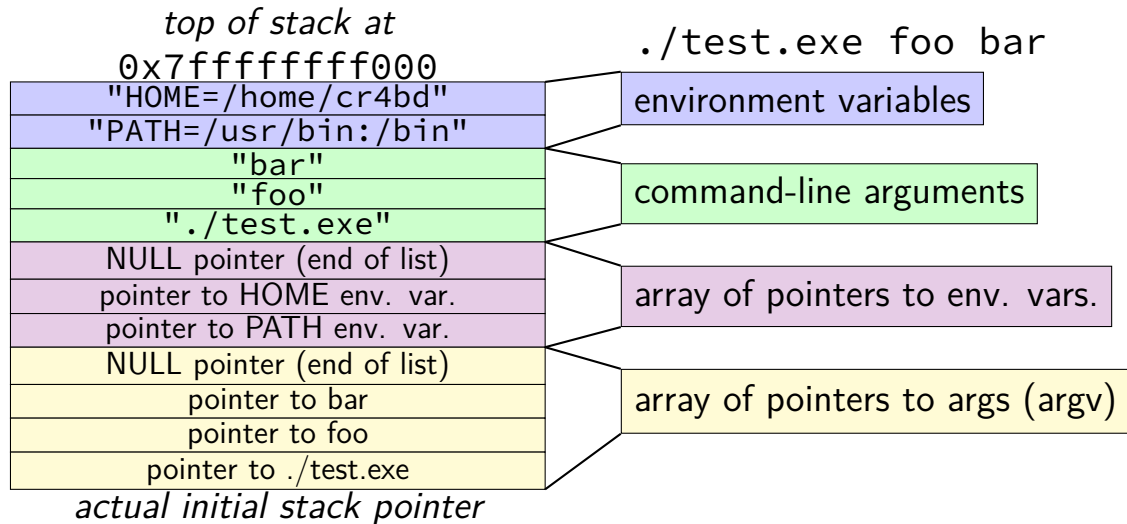 top of stack at
0x7ffffffff000
"HOME=/home/cr4bd"
"PATH=/usr/bin:/bin"
"bar"
"foo"
"./test.exe"
NULL pointer (end of list)
pointer to HOME env. var.
pointer to PATH env. var.
NULL pointer (end of list)
pointer to bar
pointer to foo
pointer to ./test.exe
actual initial stack pointer
./test.exe foo bar
environment variables
command-line arguments
array of pointers to env. vars.
array of pointers to args (argv)